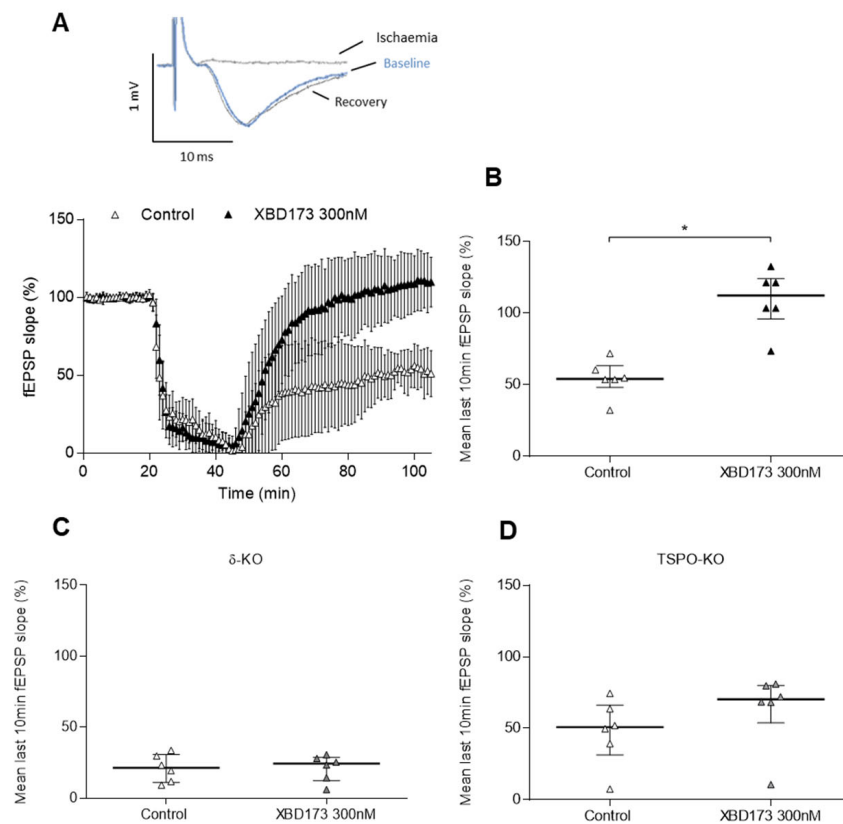 A
Ischaemia
Baseline
Recovery
1 mV
10 ms
Control
XBD173 300nM
150
100
50
0
fEPSP slope (%)
0
20
40
60
80
100
Time (min)
B
*
150
100
50
0
Mean last 10min fEPSP slope (%)
Control
XBD173 300nM
C
δ-KO
150
100
50
0
Mean last 10min fEPSP slope (%)
Control
XBD173 300nM
D
TSPO-KO
150
100
50
0
Mean last 10min fEPSP slope (%)
Control
XBD173 300nM